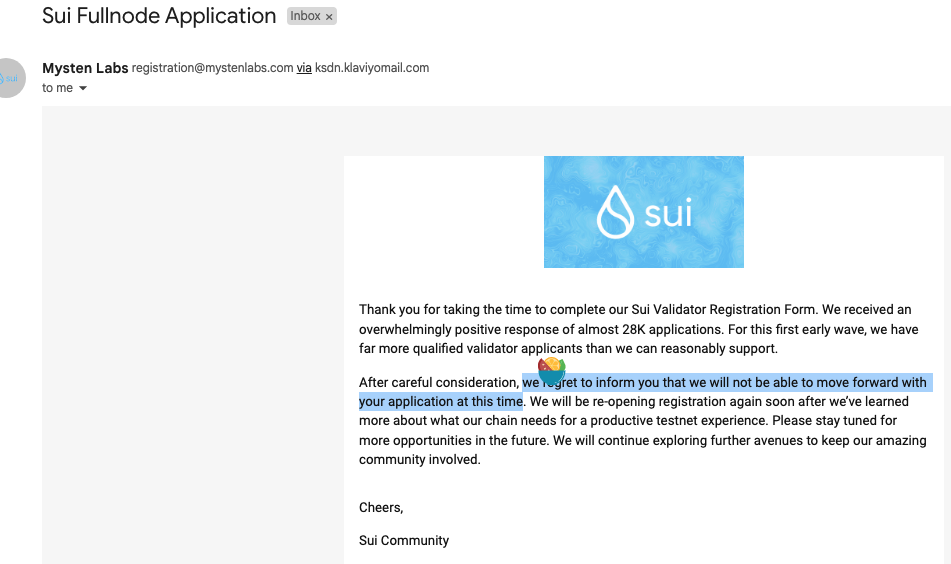 Sui Fullnode Application Inbox ×
Mysten Labs registration@mystenlabs.com via ksdn.klaviyomail.com
sui
to me
sui
Thank you for taking the time to complete our Sui Validator Registration Form. We received an
overwhelmingly positive response of almost 28K applications. For this first early wave, we have
far more qualified validator applicants than we can reasonably support.
After careful consideration, we regret to inform you that we will not be able to move forward with
your application at this time. We will be re-opening registration again soon after we've learned
more about what our chain needs for a productive testnet experience. Please stay tuned for
more opportunities in the future. We will continue exploring further avenues to keep our amazing
community involved.
Cheers,
Sui Community